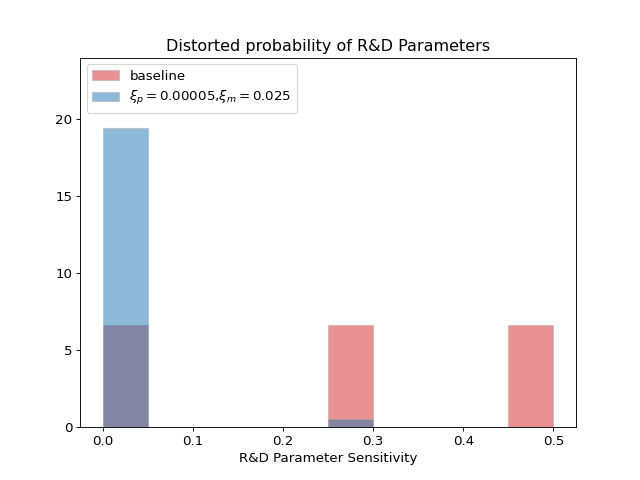 Distorted probability of R&D Parameters
baseline
ξₚ = 0.00005,ξₘ = 0.025
20
15
10
5
0
0.0 0.1 0.2 0.3 0.4 0.5
R&D Parameter Sensitivity